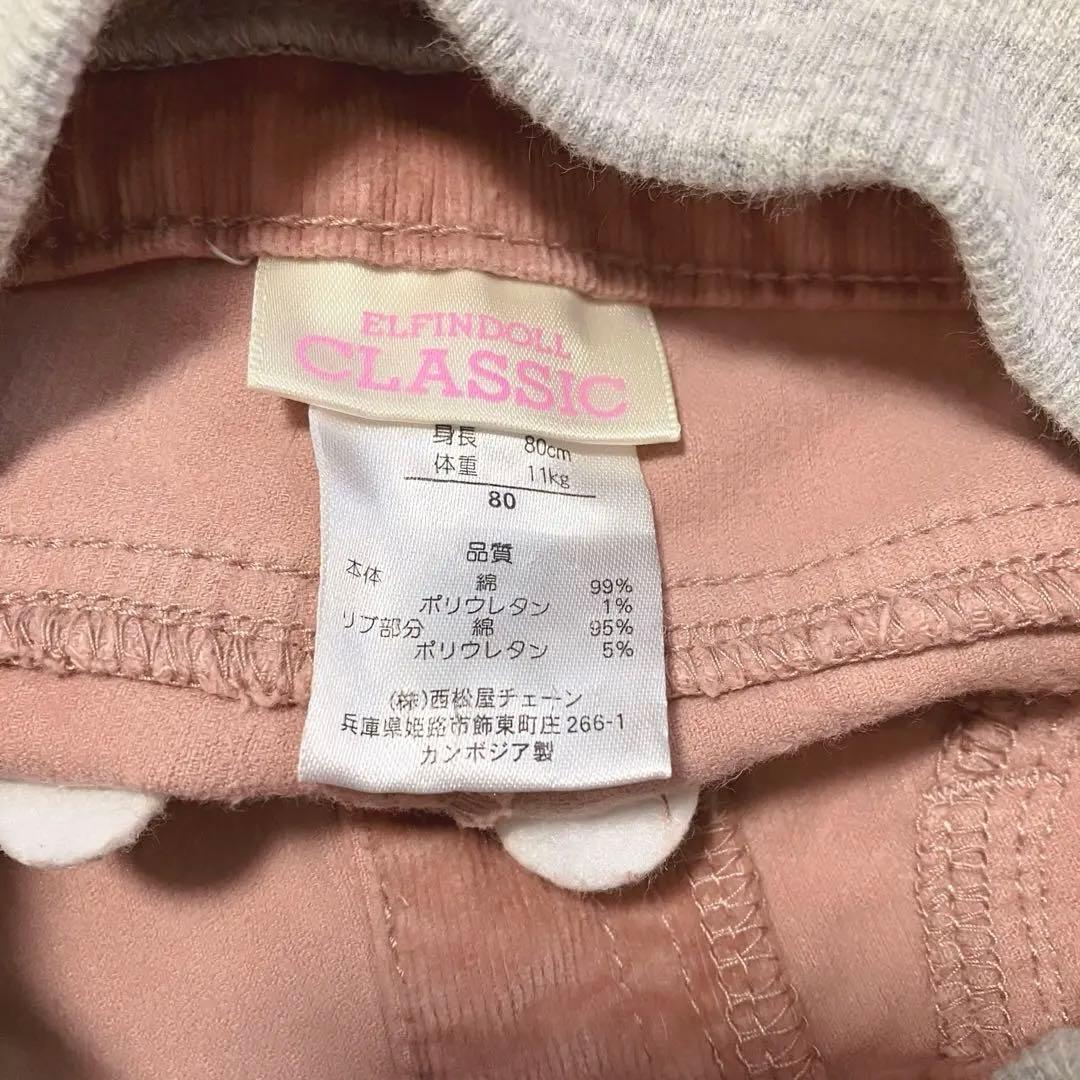 ELFINDOLL
CLASSIC
身長 80cm
体重 11kg
80
品質
本体 綿 99%
ポリウレタン 1%
リブ部分 綿 95%
ポリウレタン 5%
(株)西松屋チェーン
兵庫県姫路市飾東町庄266-1
カンボジア製